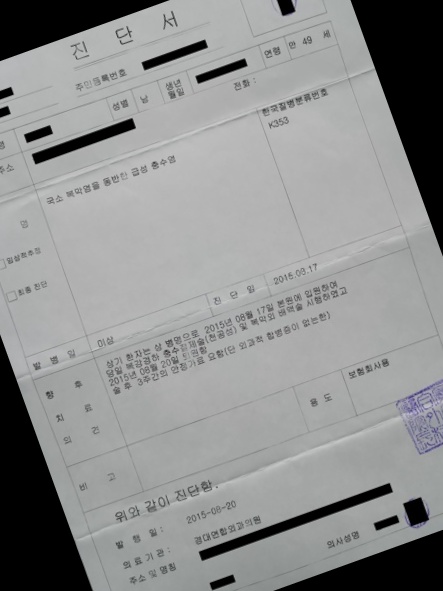 진 단 서
주민등록번호
성별 남 생년월일 연령 만 49 세
주소 전화 :
한국질병분류번호
국소 복막염을 동반한 급성 충수염 K353
명
임상적추정
최종 진단
진 단 일 2015.08.17
발 병 일 이상
향 후 치 료 의 견
상기 환자는 상 병명으로 2015년 08월 17일 본원에 입원하여
당일 복강경하 충수절제술(천공성) 및 복막외 배액술 시행하였고
2015년 08월 20일 퇴원함
술 후 3주간의 안정가료 요함(단 외과적 합병증이 없는한)
비 고 용 도 보험회사용
위와 같이 진단함.
발 행 일 : 2015-08-20
의 료 기 관 : 경대연합외과의원
주소 및 명칭
의사성명